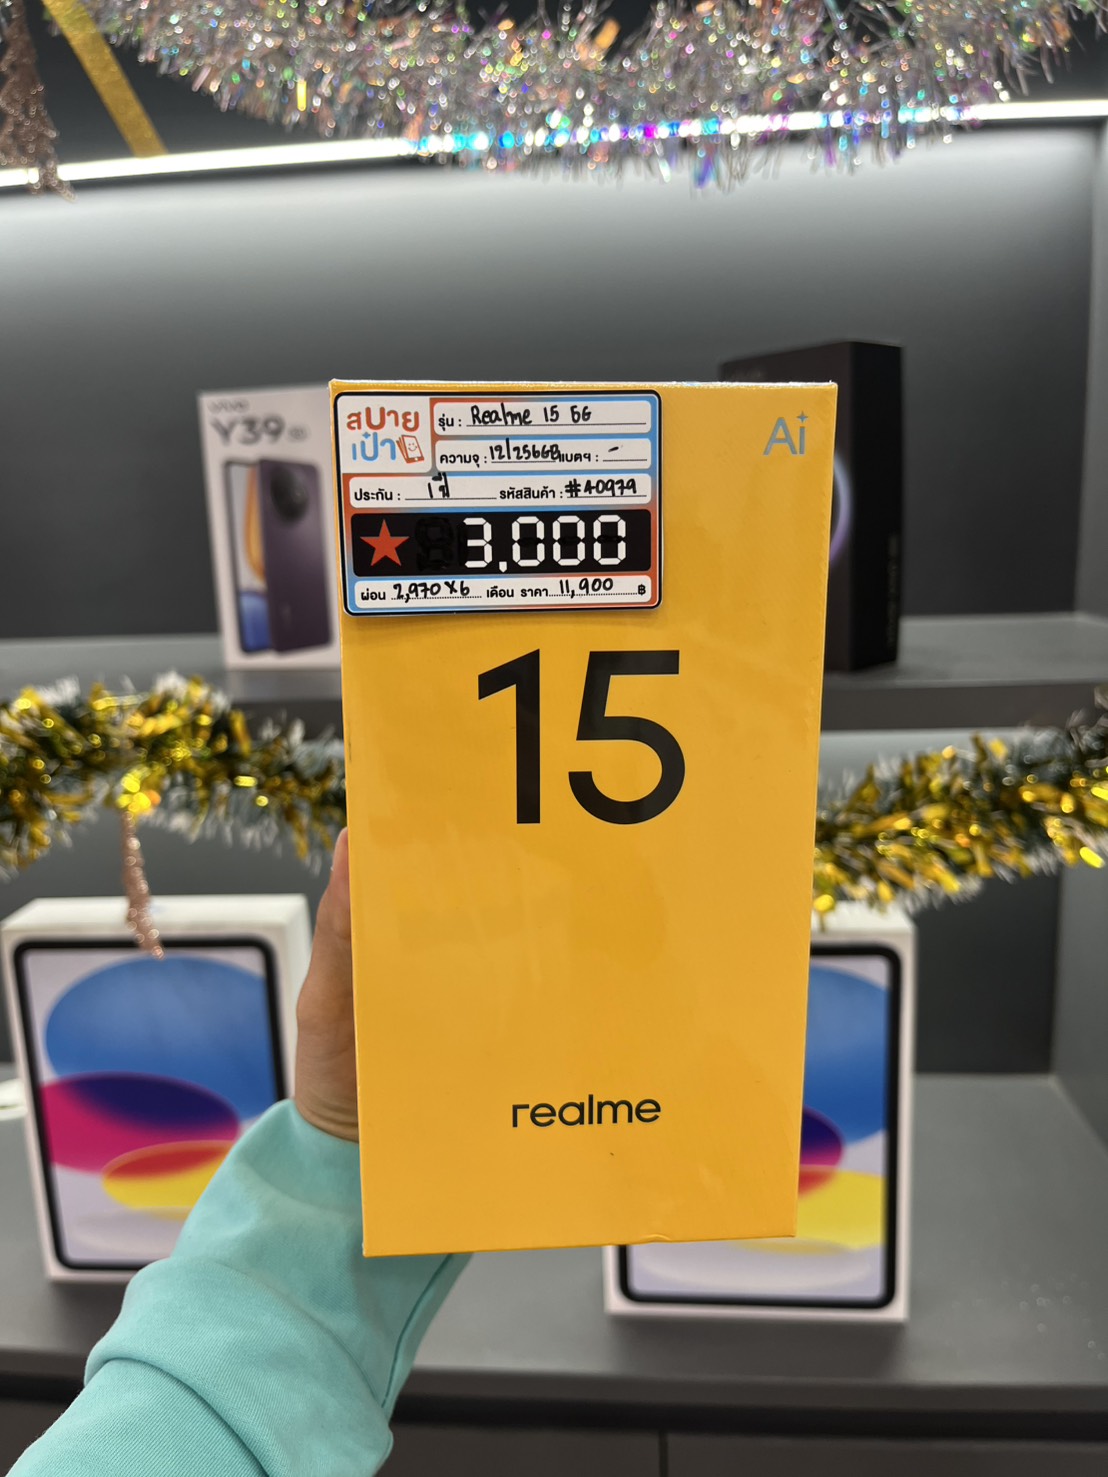 vivo
Y39 5G
สบาย
เป๋า
รุ่น : Realme 15 5G
ความจุ : 12/256GB แบตฯ : -
ประกัน : 1 ปี รหัสสินค้า : #40979
3,000
ผ่อน 2,970 x 6 เดือน ราคา 11,900 ฿
Ai
15
realme